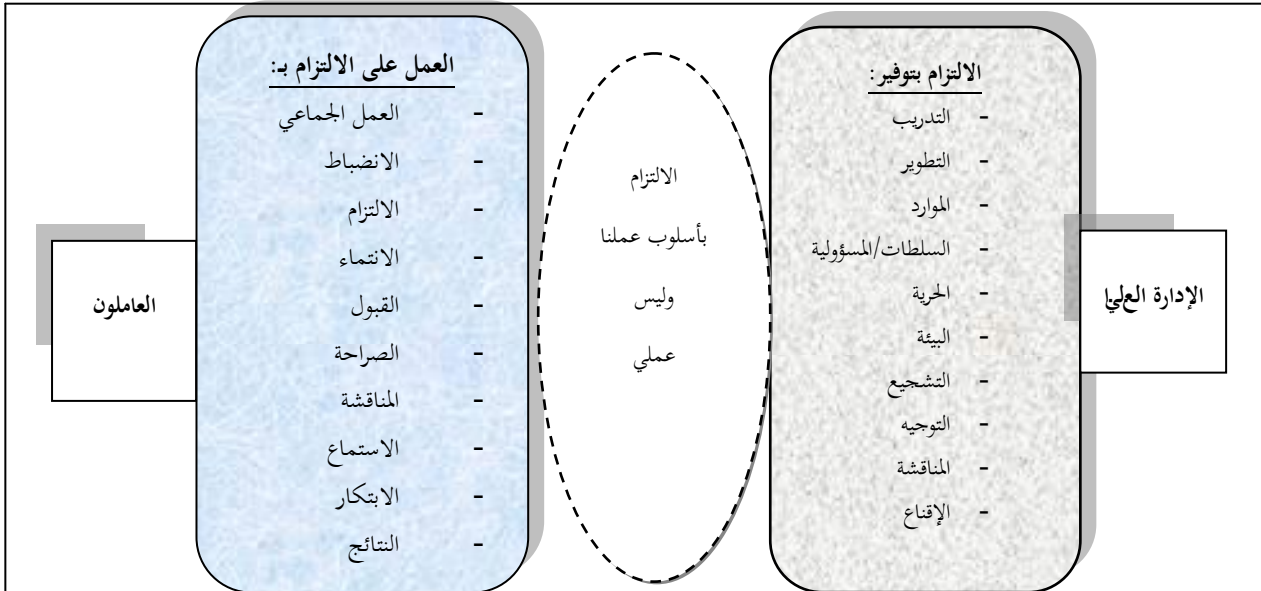 الإدارة العليا
الالتزام بتوفير:
- التدريب
- التطوير
- الموارد
- السلطات/المسؤولية
- الحرية
- البيئة
- التشجيع
- التوجيه
- المناقشة
- الإقناع
الالتزام
بأسلوب عملنا
وليس
عملي
العمل على الالتزام بـ:
- العمل الجماعي
- الانضباط
- الالتزام
- الانتماء
- القبول
- الصراحة
- المناقشة
- الاستماع
- الابتكار
- النتائج
العاملون